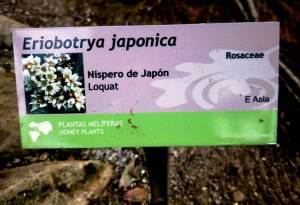 Eriobotrya japonica
Rosaceae
Níspero de Japón
Loquat
E Asia
PLANTAS MELÍFERAS
HONEY PLANTS